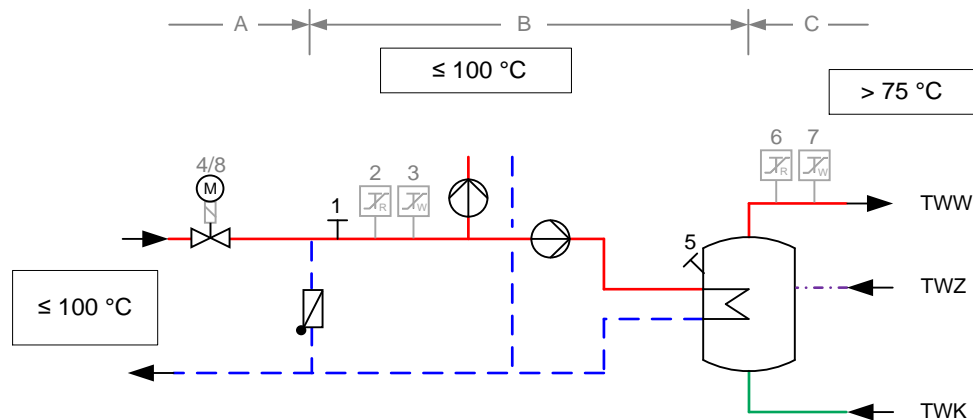 A B C
≤ 100 °C
> 75 °C
6 7
R W
4/8
M
2 3
R W
1
TWW
5
≤ 100 °C
TWZ
TWK